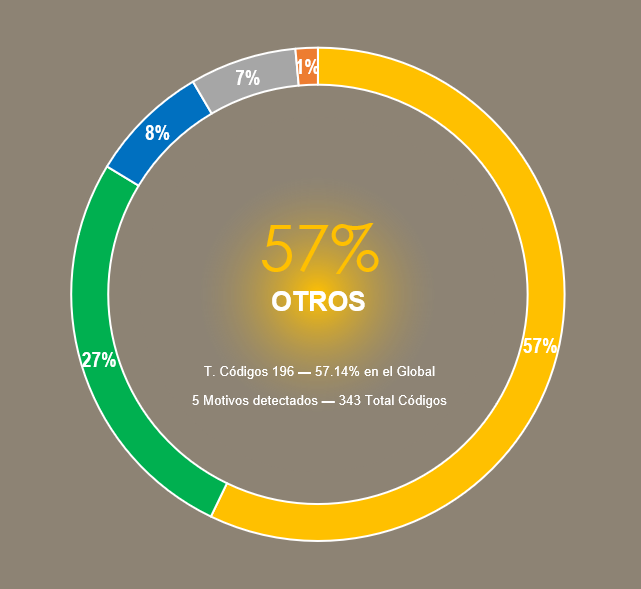 1%
7%
8%
57%
OTROS
57%
27%
T. Códigos 196 — 57.14% en el Global
5 Motivos detectados — 343 Total Códigos